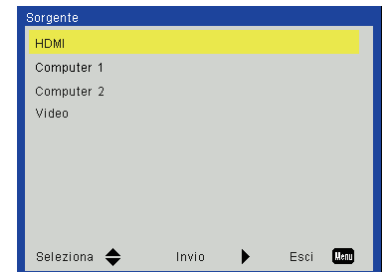 Sorgente
HDMI
Computer 1
Computer 2
Video
Seleziona Invio Esci Menu